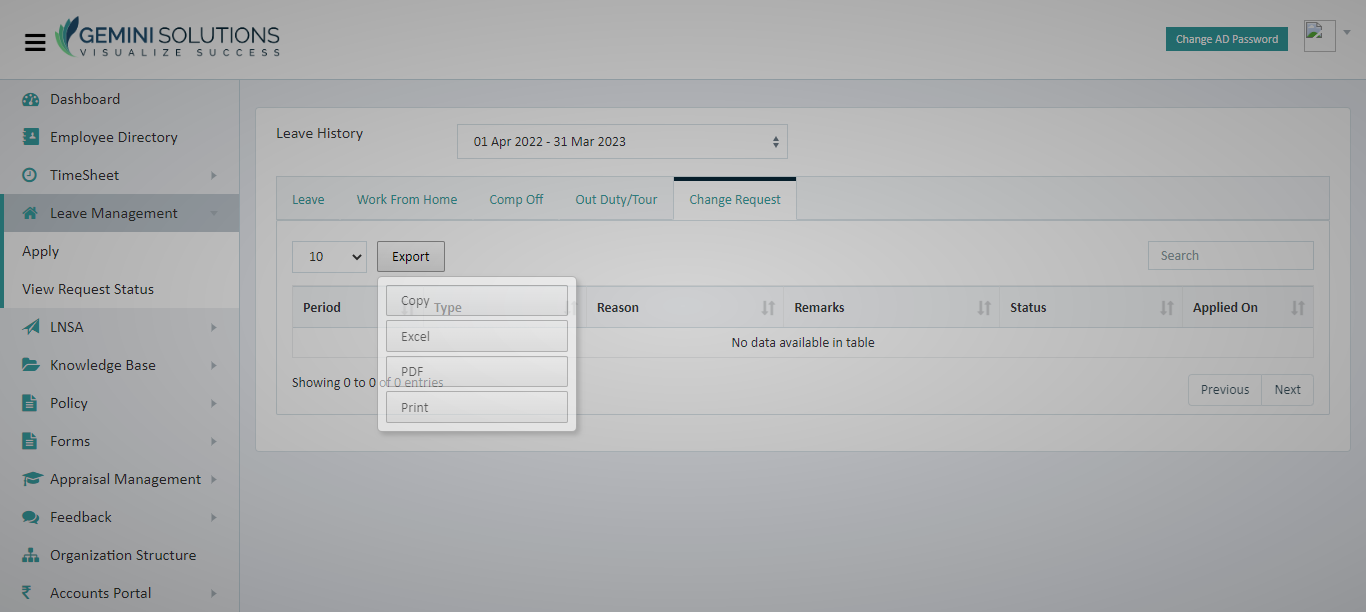 GEMINI SOLUTIONS
VISUALIZE SUCCESS
Change AD Password
Dashboard
Employee Directory
TimeSheet
Leave Management
Apply
View Request Status
LNSA
Knowledge Base
Policy
Forms
Appraisal Management
Feedback
Organization Structure
Accounts Portal
Leave History
01 Apr 2022 - 31 Mar 2023
Leave Work From Home Comp Off Out Duty/Tour Change Request
10 Export Search
Period Type Reason Remarks Status Applied On
No data available in table
Showing 0 to 0 of 0 entries
Previous Next
Copy
Excel
PDF
Print